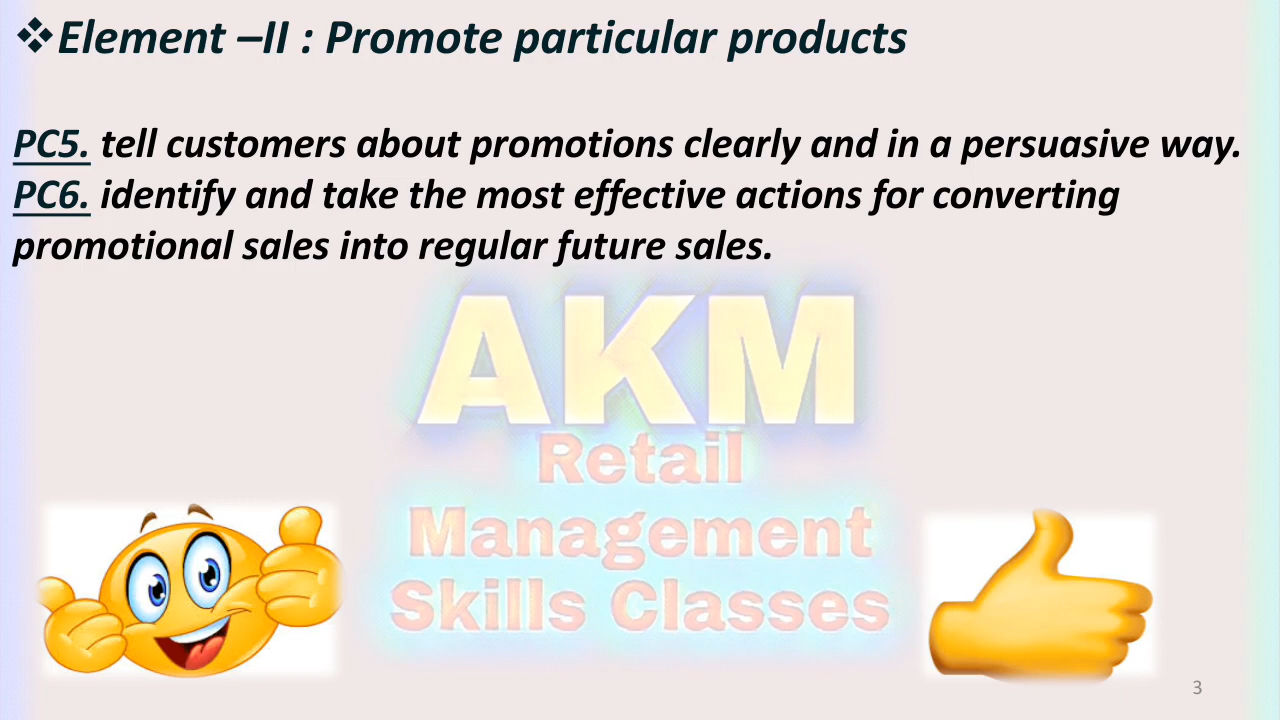 ❖Element –II : Promote particular products
PC5. tell customers about promotions clearly and in a persuasive way.
PC6. identify and take the most effective actions for converting
promotional sales into regular future sales.
AKM
Retail
Management
Skills Classes
3